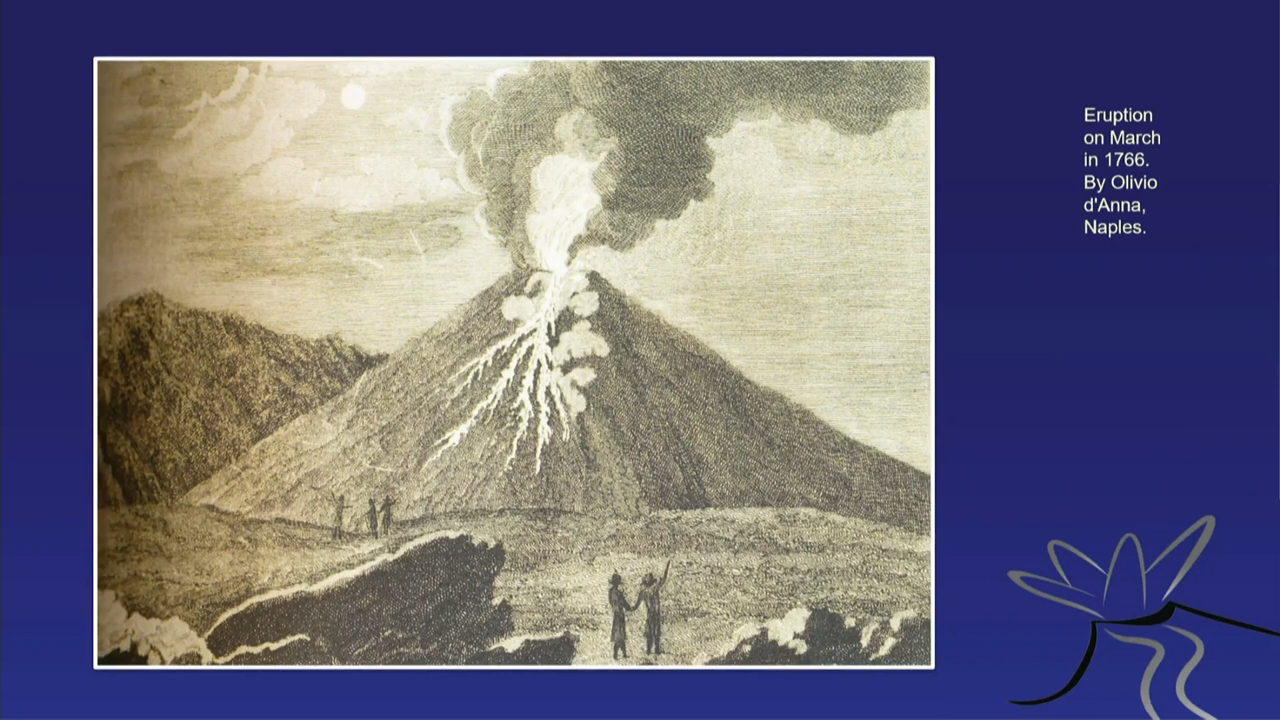 Eruption
on March
in 1766.
By Olivio
d'Anna,
Naples.